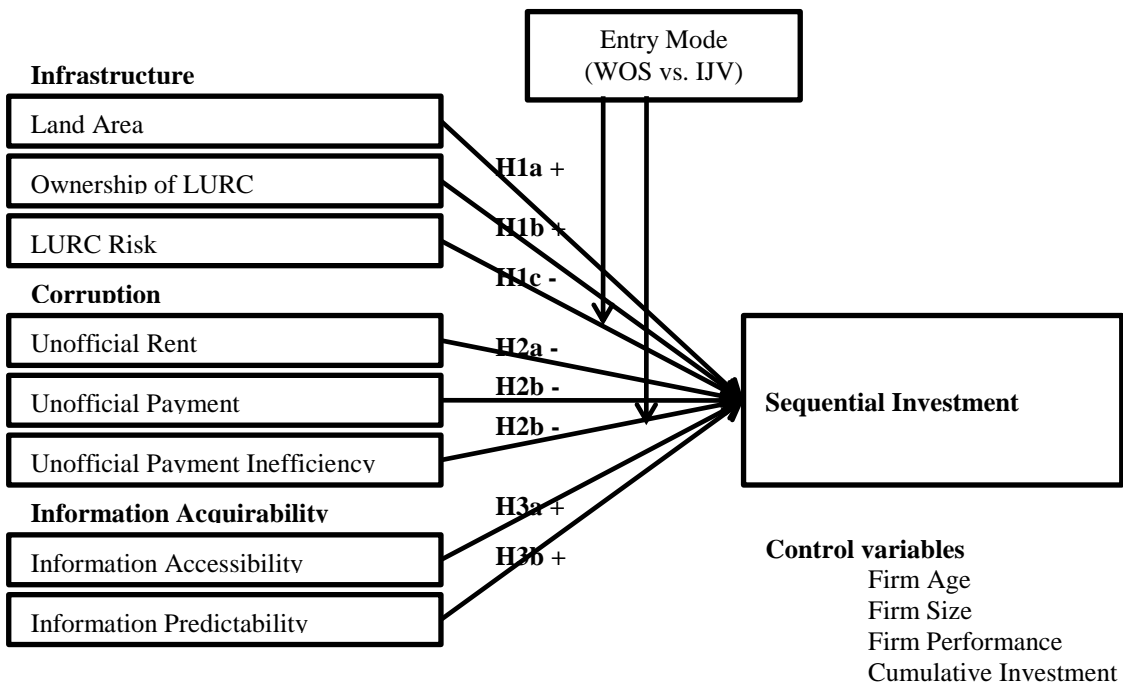 Entry Mode
(WOS vs. IJV)
Infrastructure
Land Area
Ownership of LURC
LURC Risk
Corruption
Unofficial Rent
Unofficial Payment
Unofficial Payment Inefficiency
Information Acquirability
Information Accessibility
Information Predictability
H1a +
H1b +
H1c -
H2a -
H2b -
H2b -
H3a +
H3b +
Sequential Investment
Control variables
Firm Age
Firm Size
Firm Performance
Cumulative Investment